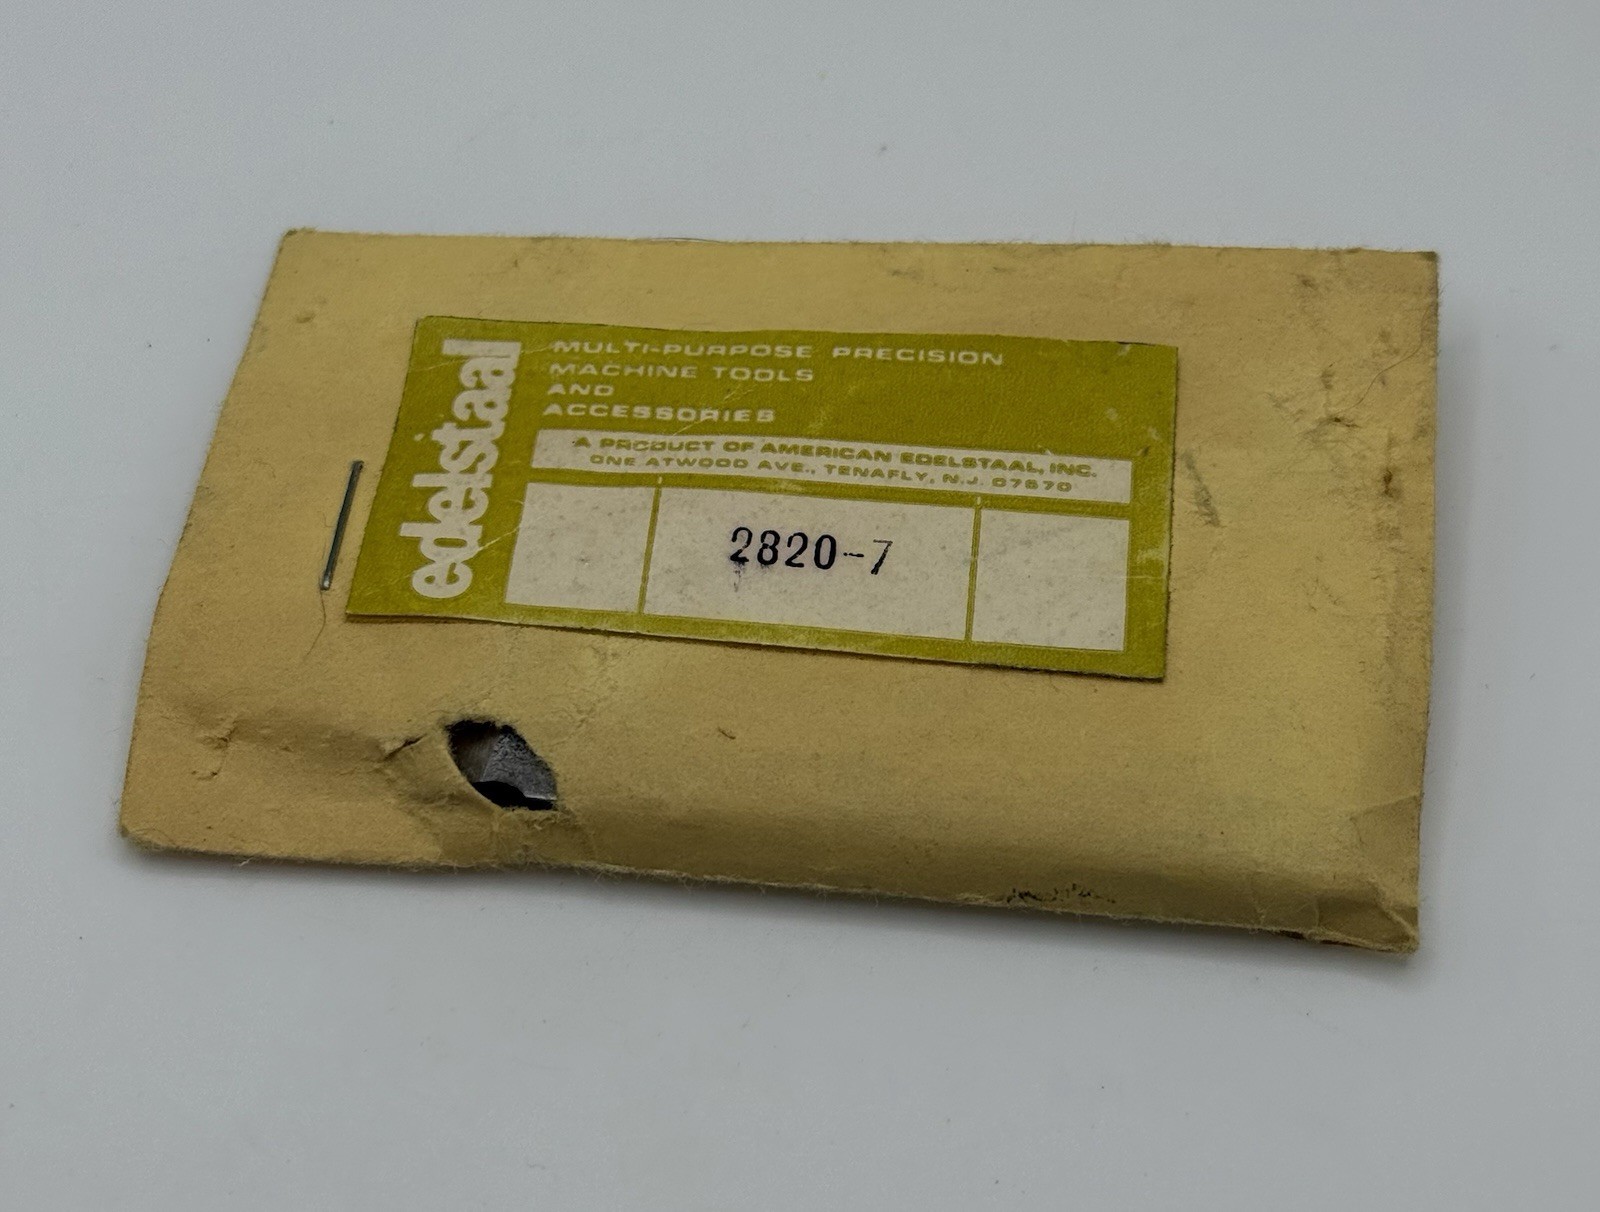 edelstaal
MULTI-PURPOSE PRECISION
MACHINE TOOLS
AND
ACCESSORIES
A PRODUCT OF AMERICAN EDELSTAAL, INC.
ONE ATWOOD AVE., TENAFLY, N.J. 07670
2820-7